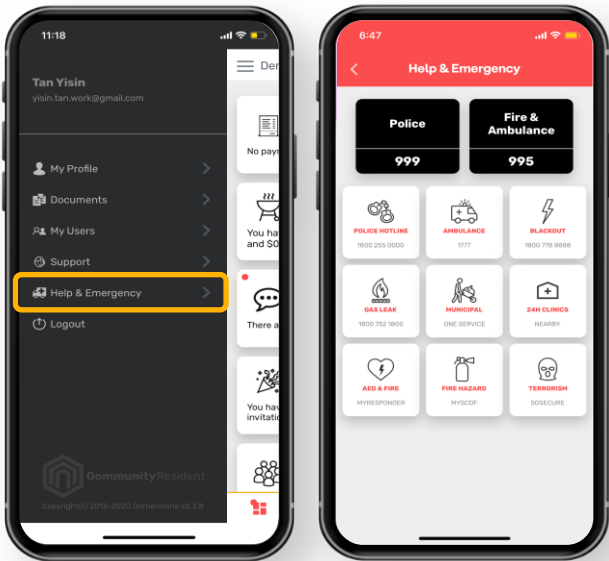 11:18
Tan Yisin
yisin.tan.work@gmail.com
My Profile
Documents
My Users
Support
Help & Emergency
Logout
QommunityResident
Copyright(c) 2018-2020 Qornerstone v2.3.8
Der
No payn
You ha
and $0
There a
You hav
invitati
6:47
Help & Emergency
Police
999
Fire &
Ambulance
995
POLICE HOTLINE
1800 255 0000
AMBULANCE
1777
BLACKOUT
1800 778 8888
GAS LEAK
1800 752 1800
MUNICIPAL
ONE SERVICE
24H CLINICS
NEARBY
AED & FIRE
MYRESPONDER
FIRE HAZARD
MYSCDF
TERRORISM
SGSECURE